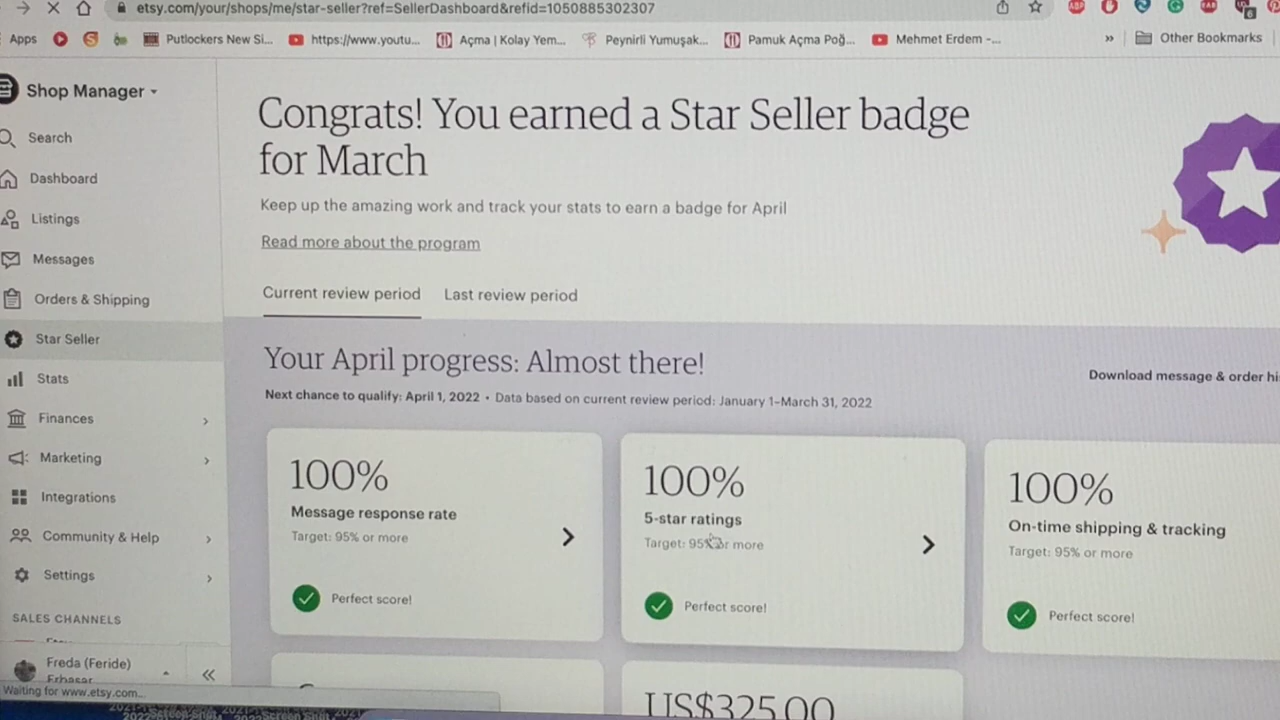 etsy.com/your/shops/me/star-seller?ref=SellerDashboard&refid=1050885302307
Apps
Putlockers New Si...
https://www.youtu...
Açma | Kolay Yem...
Peynirli Yumuşak...
Pamuk Açma Poğ...
Mehmet Erdem -...
»
Other Bookmarks
Shop Manager
Search
Dashboard
Listings
Messages
Orders & Shipping
Star Seller
Stats
Finances
Marketing
Integrations
Community & Help
Settings
SALES CHANNELS
Freda (Feride)
Erbasar
Waiting for www.etsy.com...
Congrats! You earned a Star Seller badge
for March
Keep up the amazing work and track your stats to earn a badge for April
Read more about the program
Current review period
Last review period
Your April progress: Almost there!
Next chance to qualify: April 1, 2022 • Data based on current review period: January 1–March 31, 2022
Download message & order hi
100%
Message response rate
Target: 95% or more
Perfect score!
100%
5-star ratings
Target: 95% or more
Perfect score!
100%
On-time shipping & tracking
Target: 95% or more
Perfect score!
US$325.00